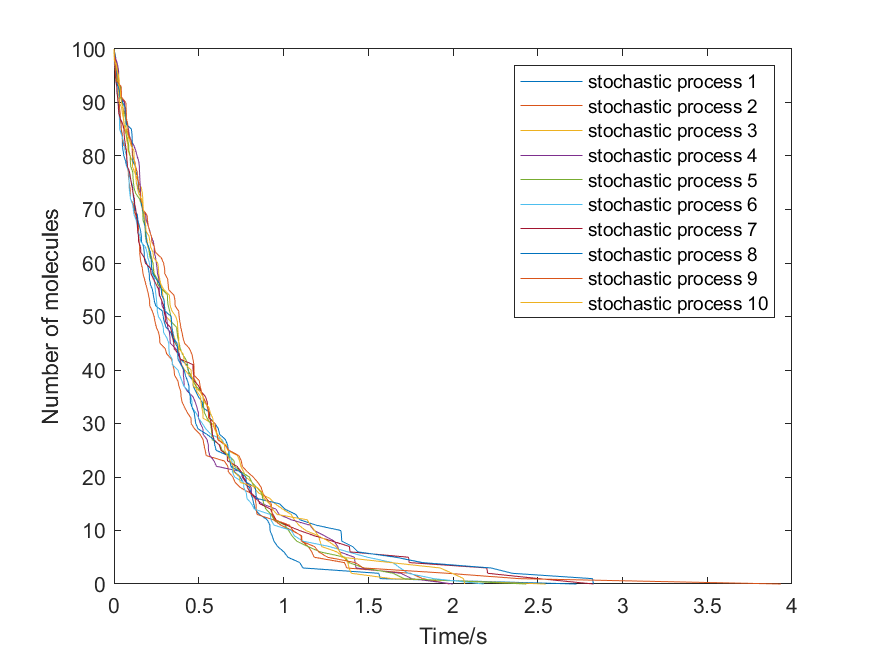 100
90
80
70
60
50
40
30
20
10
0
Number of molecules
stochastic process 1
stochastic process 2
stochastic process 3
stochastic process 4
stochastic process 5
stochastic process 6
stochastic process 7
stochastic process 8
stochastic process 9
stochastic process 10
0 0.5 1 1.5 2 2.5 3 3.5 4
Time/s